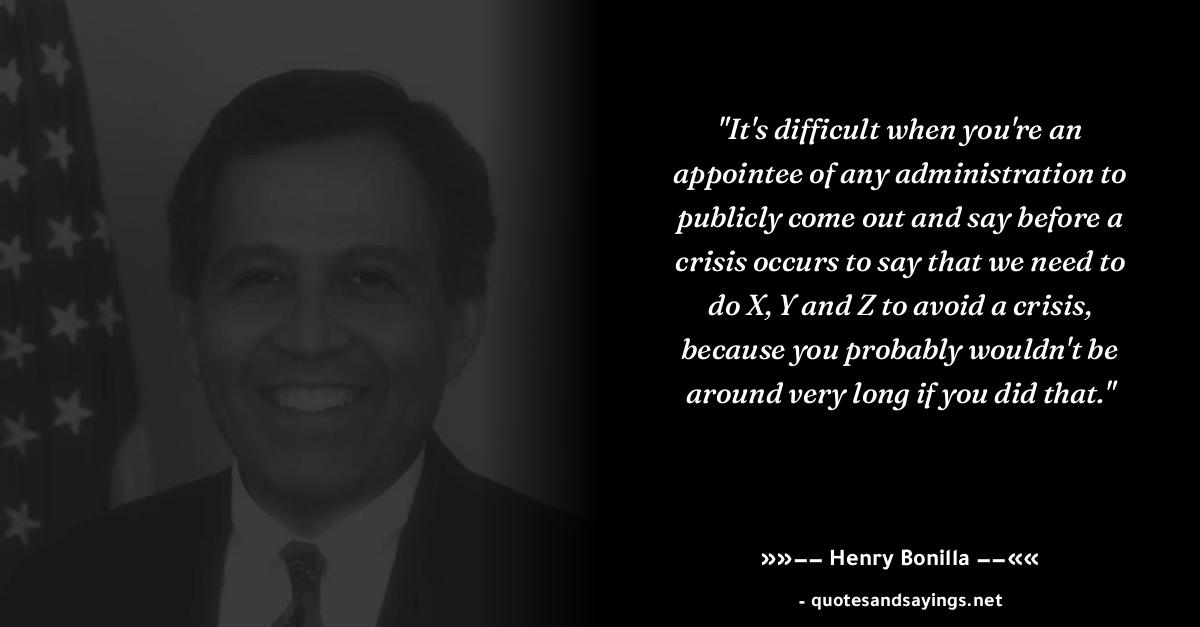 "It's difficult when you're an
appointee of any administration to
publicly come out and say before a
crisis occurs to say that we need to
do X, Y and Z to avoid a crisis,
because you probably wouldn't be
around very long if you did that."
»»−− Henry Bonilla −−««
- quotesandsayings.net